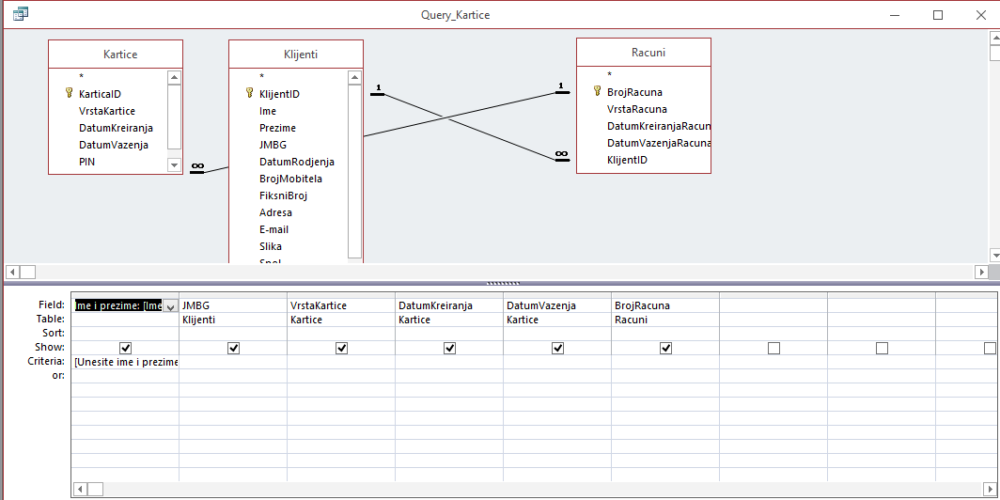 Query_Kartice
Kartice
*
KarticaID
VrstaKartice
DatumKreiranja
DatumVazenja
PIN
Klijenti
*
KlijentID
Ime
Prezime
JMBG
DatumRodjenja
BrojMobitela
FiksniBroj
Adresa
E-mail
Slika
Spol
Racuni
*
BrojRacuna
VrstaRacuna
DatumKreiranjaRacun
DatumVazenjaRacuna
KlijentID
1
∞
1
∞
Field: Ime i prezime: [Ime JMBG VrstaKartice DatumKreiranja DatumVazenja BrojRacuna
Table: Klijenti Kartice Kartice Kartice Racuni
Sort:
Show:
Criteria: [Unesite ime i prezime
or: